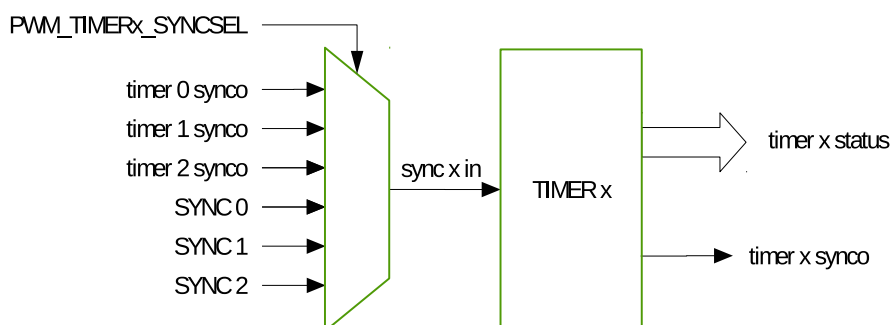 PWM_TIMERx_SYNCSEL
timer 0 synco
timer 1 synco
timer 2 synco
SYNC 0
SYNC 1
SYNC 2
sync x in
TIMER x
timer x status
timer x synco